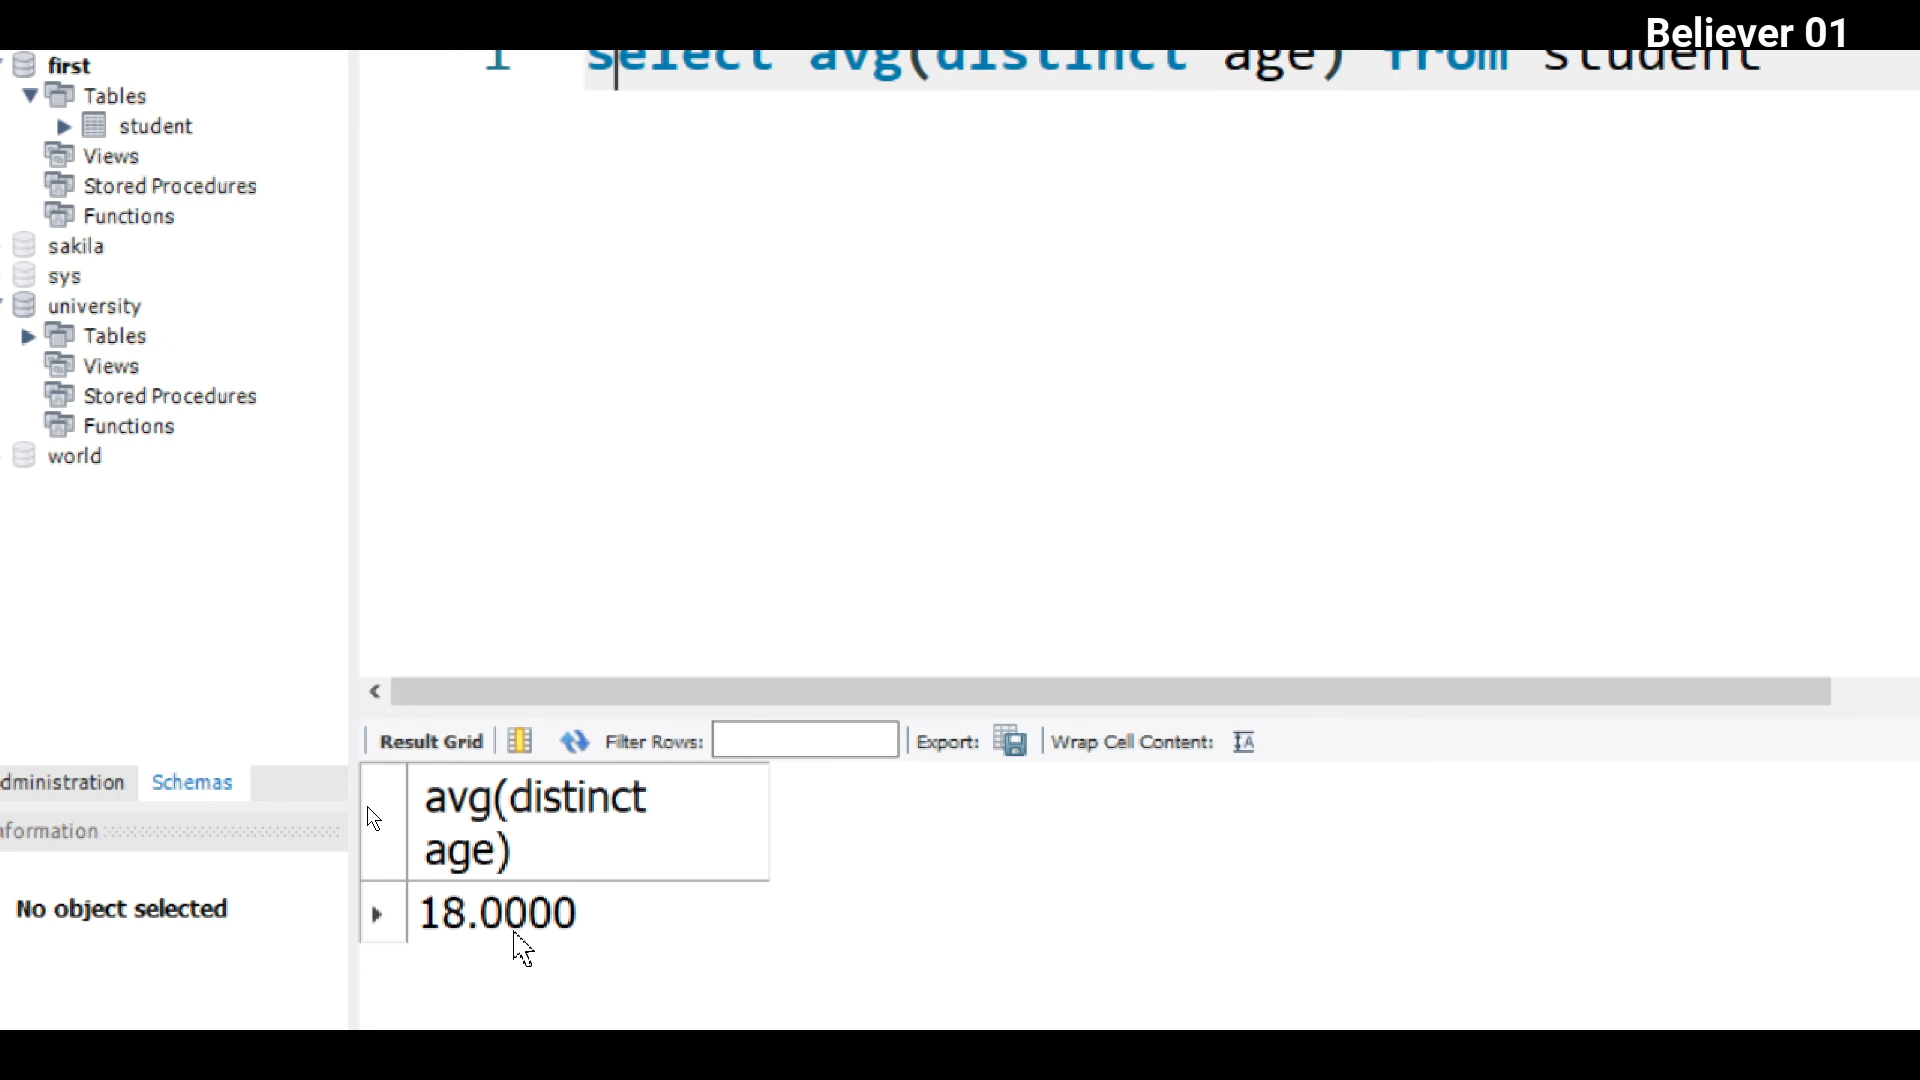 Believer 01
1 select avg(distinct age) from student
first
Tables
student
Views
Stored Procedures
Functions
sakila
sys
university
Tables
Views
Stored Procedures
Functions
world
dministration Schemas
nformation
No object selected
Result Grid Filter Rows: Export: Wrap Cell Content: IA
avg(distinct
age)
18.0000